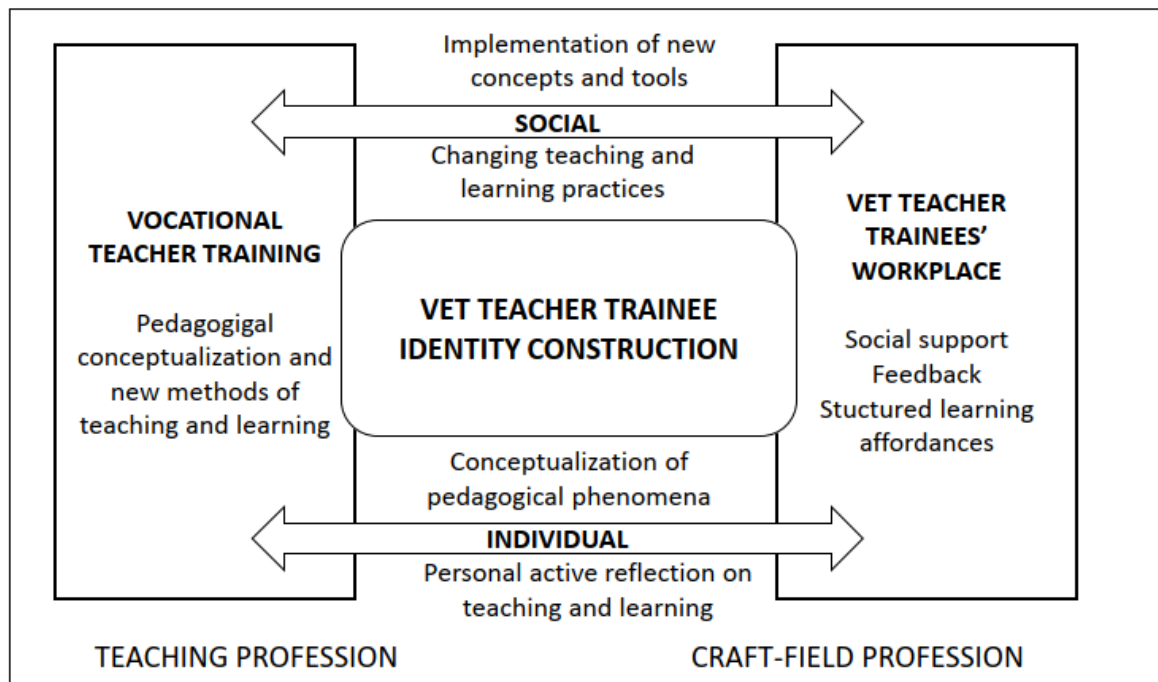 Implementation of new
concepts and tools
SOCIAL
Changing teaching and
learning practices
VOCATIONAL
TEACHER TRAINING
Pedagogigal
conceptualization and
new methods of
teaching and learning
VET TEACHER TRAINEE
IDENTITY CONSTRUCTION
VET TEACHER
TRAINEES’
WORKPLACE
Social support
Feedback
Stuctured learning
affordances
Conceptualization of
pedagogical phenomena
INDIVIDUAL
Personal active reflection on
teaching and learning
TEACHING PROFESSION
CRAFT-FIELD PROFESSION